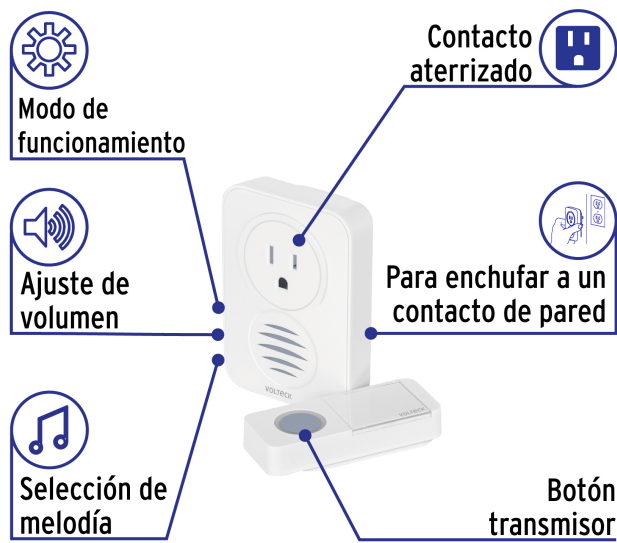 Modo de
funcionamiento
Contacto
aterrizado
Ajuste de
volumen
Para enchufar a un
contacto de pared
VOLTECK
VOLTECK
Selección de
melodía
Botón
transmisor